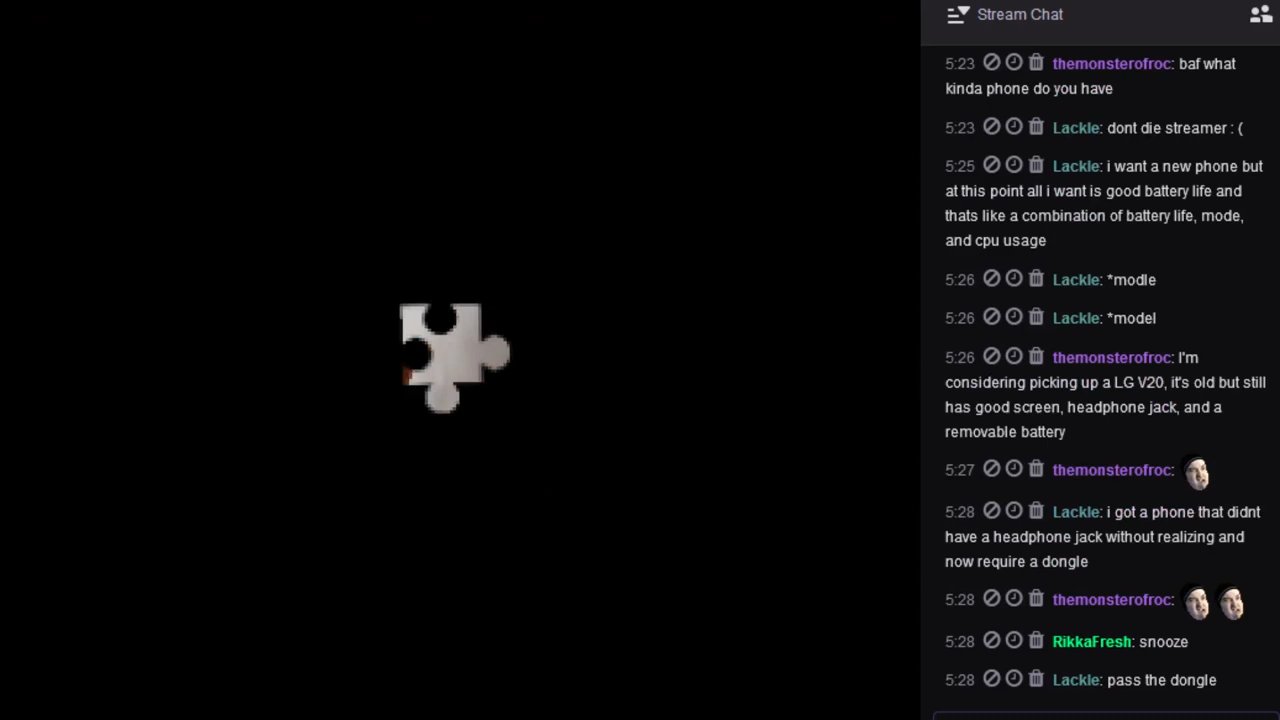 Stream Chat
5:23 themonsterofroc: baf what
kinda phone do you have
5:23 Lackle: dont die streamer : (
5:25 Lackle: i want a new phone but
at this point all i want is good battery life and
thats like a combination of battery life, mode,
and cpu usage
5:26 Lackle: *modle
5:26 Lackle: *model
5:26 themonsterofroc: I'm
considering picking up a LG V20, it's old but still
has good screen, headphone jack, and a
removable battery
5:27 themonsterofroc:
5:28 Lackle: i got a phone that didnt
have a headphone jack without realizing and
now require a dongle
5:28 themonsterofroc:
5:28 RikkaFresh: snooze
5:28 Lackle: pass the dongle